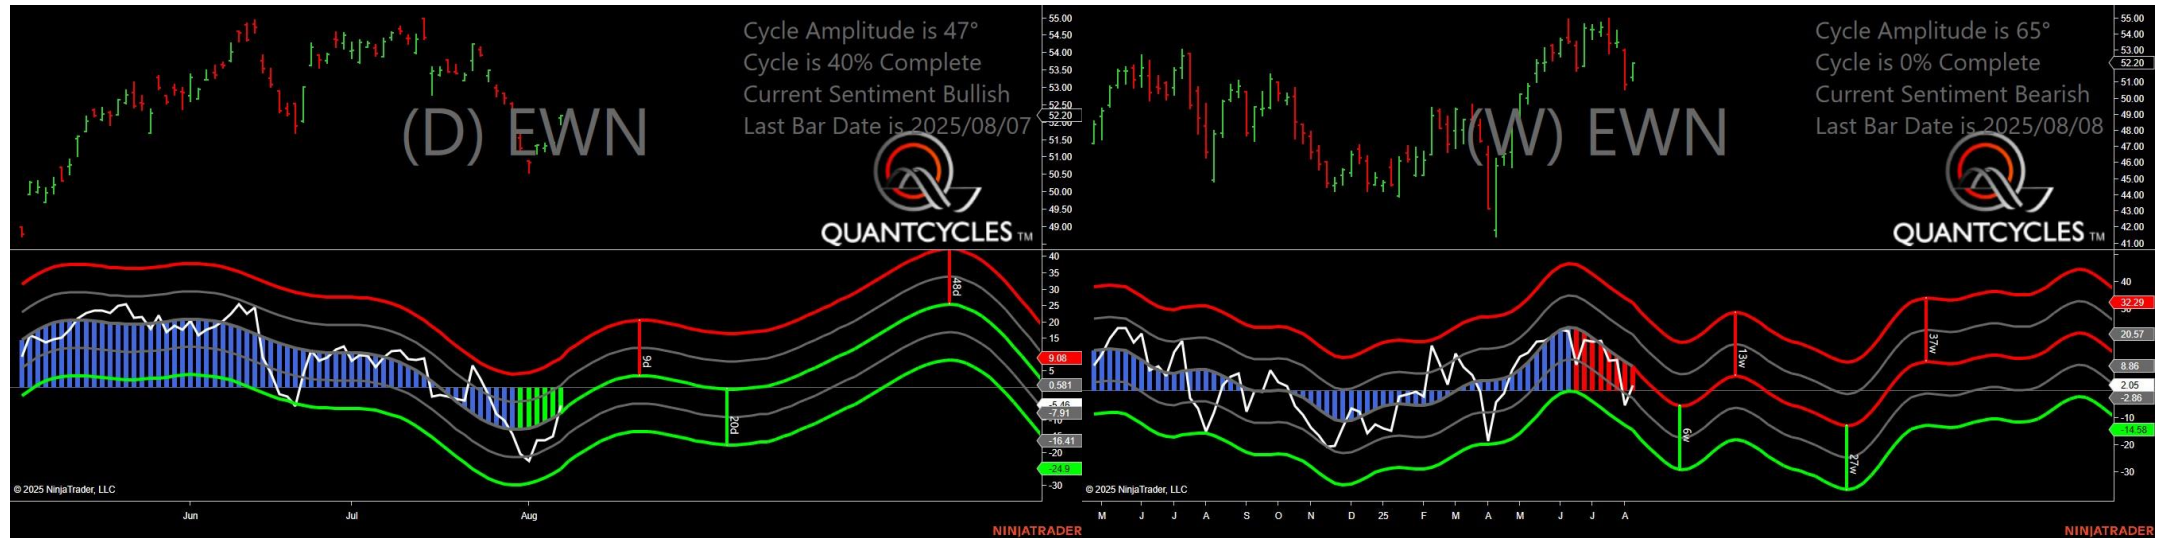 Cycle Amplitude is 47°
Cycle is 40% Complete
Current Sentiment Bullish
Last Bar Date is 2025/08/07
(D) EWN
QUANTCYCLES TM
55.00
54.50
54.00
53.50
53.00
52.50
52.20
51.50
51.00
50.50
50.00
49.50
49.00
48d
9d
20d
40
35
30
25
20
15
9.08
5
0.581
-5.46
-7.91
-16.41
-20
-24.9
-30
© 2025 NinjaTrader, LLC
Jun
Jul
Aug
NINJATRADER
Cycle Amplitude is 65°
Cycle is 0% Complete
Current Sentiment Bearish
Last Bar Date is 2025/08/08
(W) EWN
QUANTCYCLES TM
55.00
54.00
53.00
52.20
51.00
50.00
49.00
48.00
47.00
46.00
45.00
44.00
43.00
42.00
41.00
13w
37w
6w
27w
40
32.29
20.57
8.86
2.05
-2.86
-10
-14.58
-20
-30
© 2025 NinjaTrader, LLC
M
J
J
A
S
O
N
D
25
F
M
A
M
J
J
A
NINJATRADER